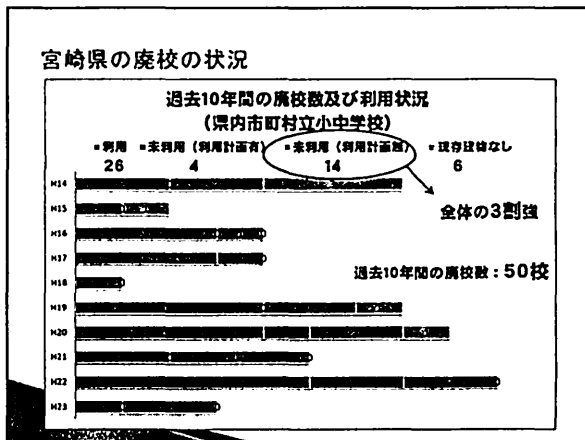 宮崎県の廃校の状況
過去10年間の廃校数及び利用状況
(県内市町村立小中学校)
▪利用 ▪未利用(利用計画有) ▪未利用(利用計画無) ▪現存建物なし
26 4 14 6
全体の3割強
過去10年間の廃校数:50校
H14
H15
H16
H17
H18
H19
H20
H21
H22
H23